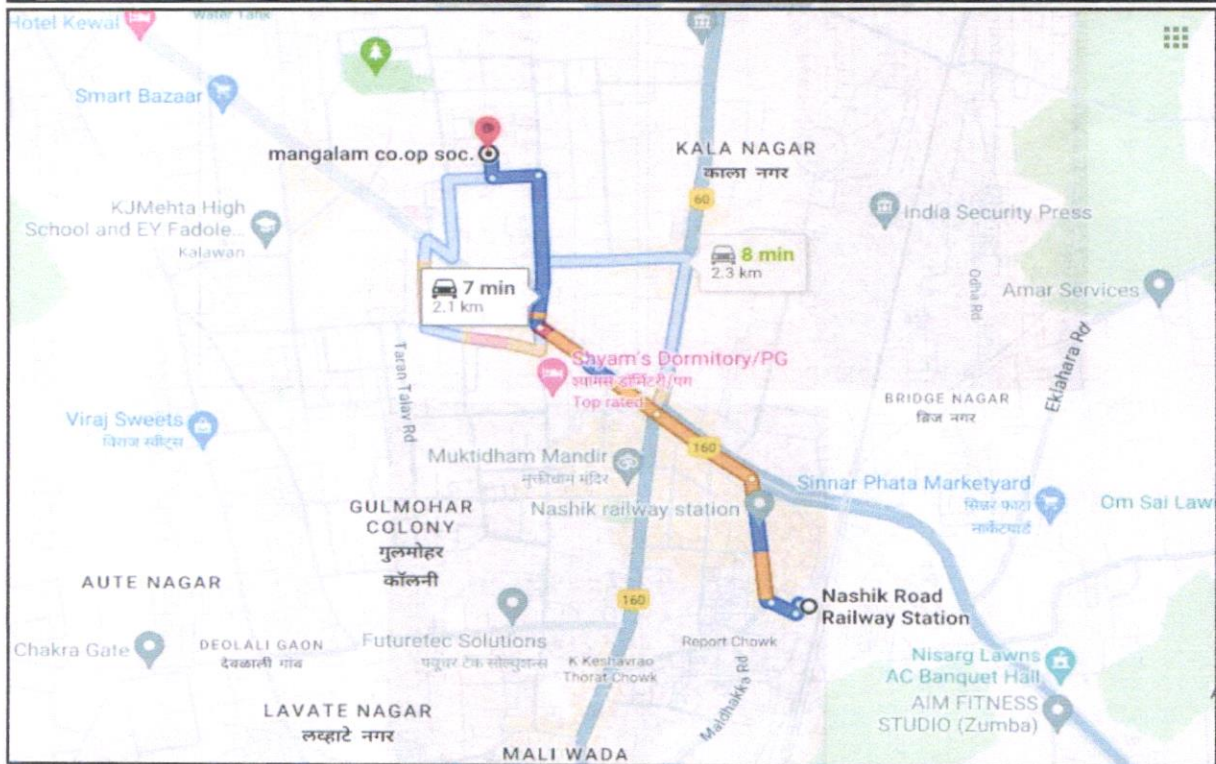 Hotel Kewal
Water Tank
Smart Bazaar
mangalam co.op soc.
KALA NAGAR
काला नगर
60
KJMehta High
School and EY Fadole...
Kalawan
India Security Press
8 min
2.3 km
7 min
2.1 km
Odha Rd
Amar Services
Eklahara Rd
Taran Talav Rd
Shyam's Dormitory/PG
श्यामस डॉर्मिटरी/पग
Top rated
BRIDGE NAGAR
ब्रिज नगर
Viraj Sweets
विराज स्वीट्स
160
Muktidham Mandir
मुक्तीधाम मंदिर
Sinnar Phata Marketyard
सिन्नर फाटा
मार्केटयार्ड
Om Sai Law
Nashik railway station
GULMOHAR
COLONY
गुलमोहर
कॉलनी
AUTE NAGAR
160
Nashik Road
Railway Station
Chakra Gate
DEOLALI GAON
देवळाली गांव
Futuretec Solutions
फ्यूचर टेक सोल्युशन्स
K Keshavrao
Thorat Chowk
Report Chowk
Maldhakka Rd
Nisarg Lawns
AC Banquet Hall
AIM FITNESS
STUDIO (Zumba)
LAVATE NAGAR
लव्हाटे नगर
MALI WADA